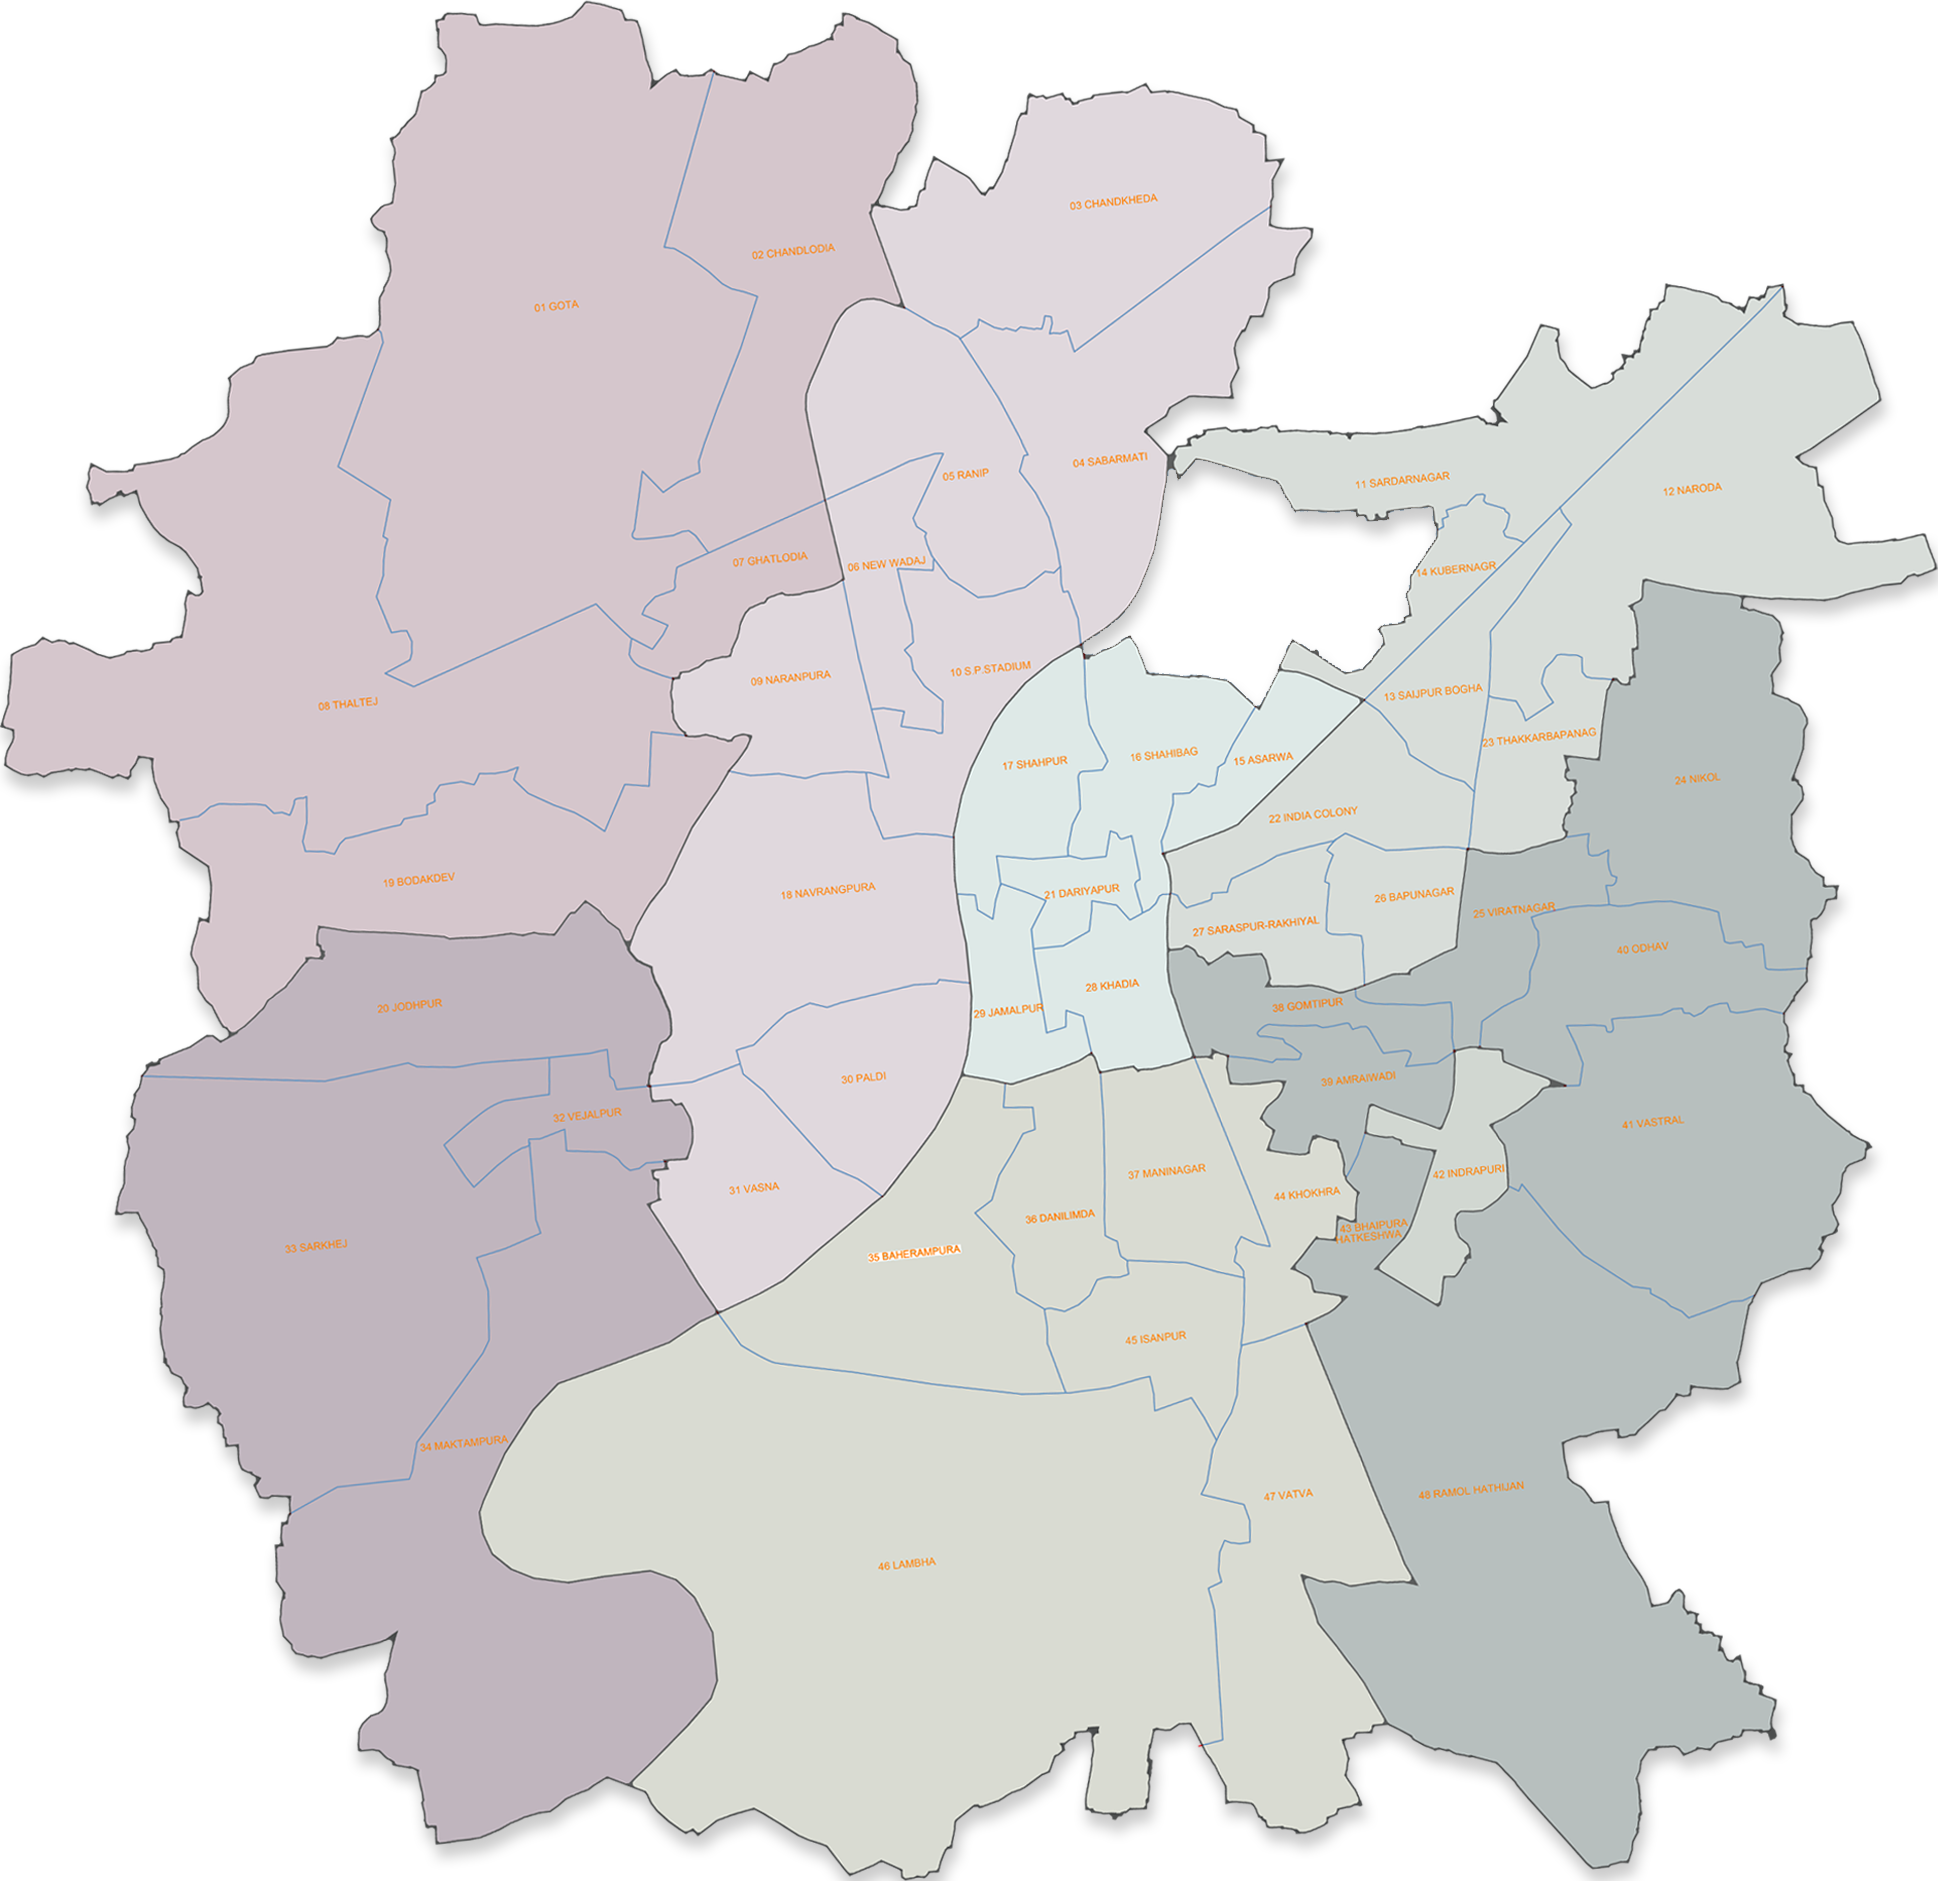 01 GOTA
02 CHANDLODIA
03 CHANDKHEDA
04 SABARMATI
05 RANIP
06 NEW WADAJ
07 GHATLODIA
08 THALTEJ
09 NARANPURA
10 S.P.STADIUM
11 SARDARNAGAR
12 NARODA
13 SAIJPUR BOGHA
14 KUBERNAGR
15 ASARWA
16 SHAHIBAG
17 SHAHPUR
18 NAVRANGPURA
19 BODAKDEV
20 JODHPUR
21 DARIYAPUR
22 INDIA COLONY
23 THAKKARBAPANAG
24 NIKOL
25 VIRATNAGAR
26 BAPUNAGAR
27 SARASPUR-RAKHIYAL
28 KHADIA
29 JAMALPUR
30 PALDI
31 VASNA
32 VEJALPUR
33 SARKHEJ
34 MAKTAMPURA
35 BAHERAMPURA
36 DANILIMDA
37 MANINAGAR
38 GOMTIPUR
39 AMRAIWADI
40 ODHAV
41 VASTRAL
42 INDRAPURI
43 BHAIPURA
HATKESHWA
44 KHOKHRA
45 ISANPUR
46 LAMBHA
47 VATVA
48 RAMOL HATHIJAN